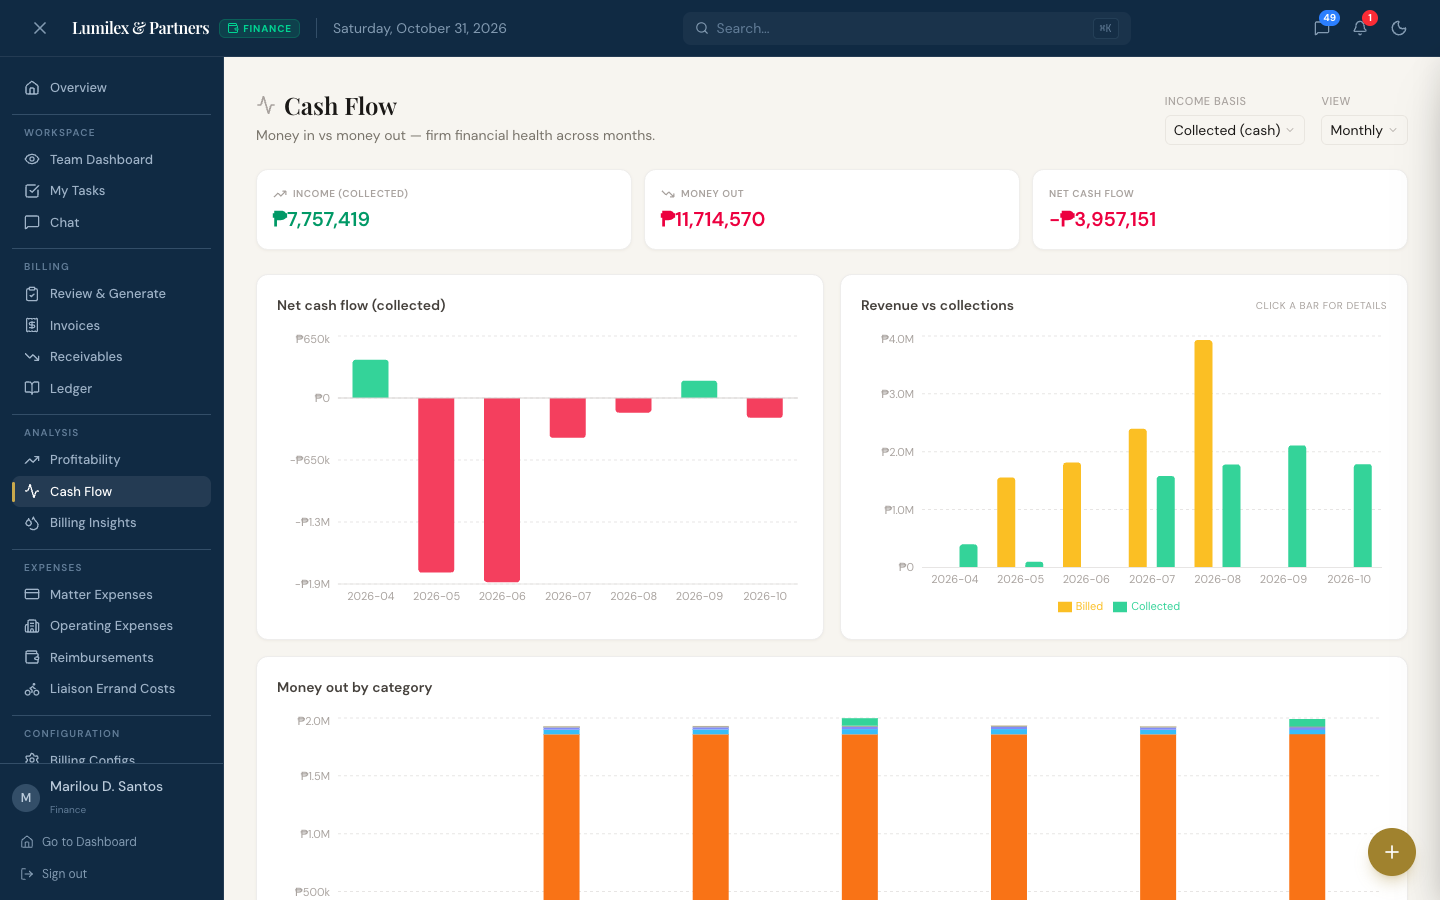 Lumilex & Partners
FINANCE
Saturday, October 31, 2026
Search...
⌘K
49
1
Overview
WORKSPACE
Team Dashboard
My Tasks
Chat
BILLING
Review & Generate
Invoices
Receivables
Ledger
ANALYSIS
Profitability
Cash Flow
Billing Insights
EXPENSES
Matter Expenses
Operating Expenses
Reimbursements
Liaison Errand Costs
CONFIGURATION
Billing Configs
M
Marilou D. Santos
Finance
Go to Dashboard
Sign out
Cash Flow
Money in vs money out — firm financial health across months.
INCOME BASIS
Collected (cash)
VIEW
Monthly
INCOME (COLLECTED)
₱7,757,419
MONEY OUT
₱11,714,570
NET CASH FLOW
-₱3,957,151
Net cash flow (collected)
₱650k
₱0
-₱650k
-₱1.3M
-₱1.9M
2026-04 2026-05 2026-06 2026-07 2026-08 2026-09 2026-10
Revenue vs collections
CLICK A BAR FOR DETAILS
₱4.0M
₱3.0M
₱2.0M
₱1.0M
₱0
2026-04 2026-05 2026-06 2026-07 2026-08 2026-09 2026-10
Billed Collected
Money out by category
₱2.0M
₱1.5M
₱1.0M
₱500k